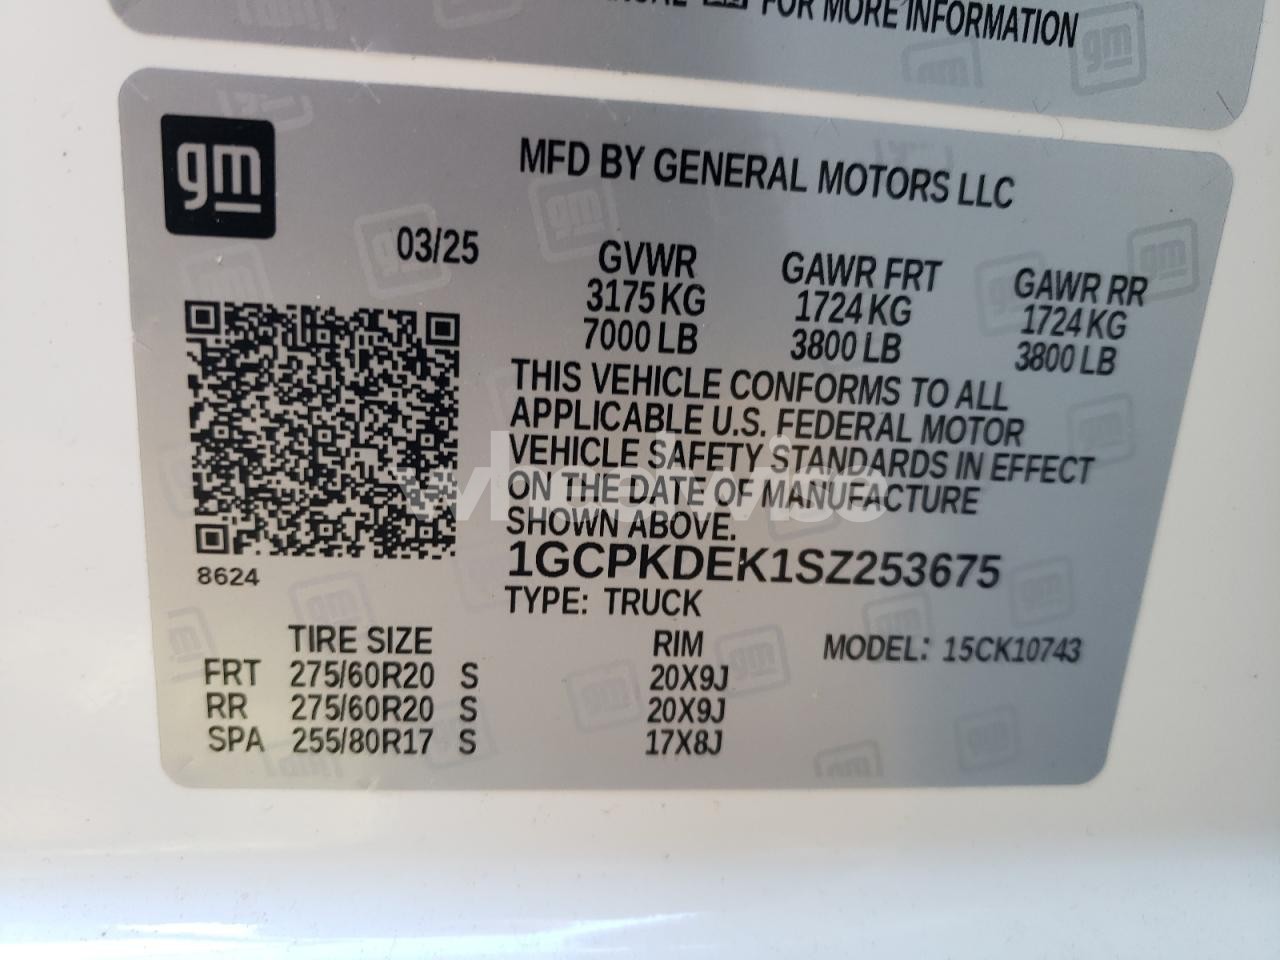 FOR MORE INFORMATION
gm
MFD BY GENERAL MOTORS LLC
03/25
GVWR GAWR FRT GAWR RR
3175 KG 1724 KG 1724 KG
7000 LB 3800 LB 3800 LB
THIS VEHICLE CONFORMS TO ALL
APPLICABLE U.S. FEDERAL MOTOR
VEHICLE SAFETY STANDARDS IN EFFECT
ON THE DATE OF MANUFACTURE
SHOWN ABOVE.
1GCPKDEK1SZ253675
8624
TYPE: TRUCK
TIRE SIZE RIM MODEL: 15CK10743
FRT 275/60R20 S 20X9J
RR 275/60R20 S 20X9J
SPA 255/80R17 S 17X8J